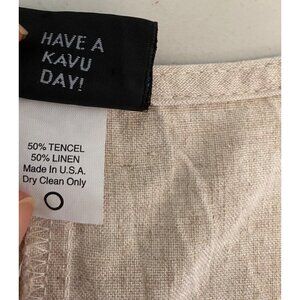 HAVE A
KAVU
DAY!
50% TENCEL
50% LINEN
Made in U.S.A.
Dry Clean Only